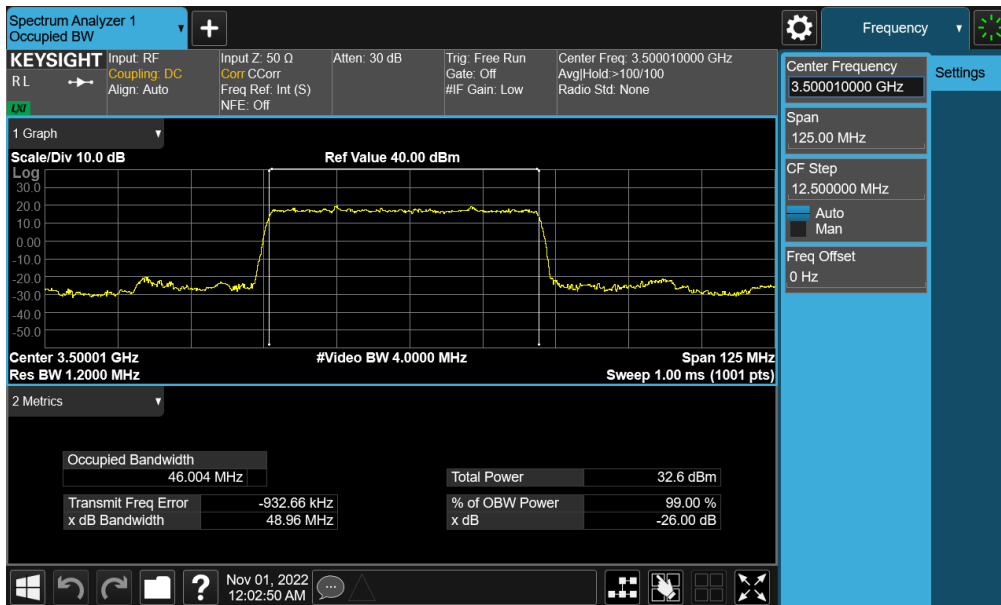 Spectrum Analyzer 1
Occupied BW
Frequency
KEYSIGHT
R L
LXI
Input: RF
Coupling: DC
Align: Auto
Input Z: 50 Ω
Corr CCorr
Freq Ref: Int (S)
NFE: Off
Atten: 30 dB
Trig: Free Run
Gate: Off
#IF Gain: Low
Center Freq: 3.500010000 GHz
Avg|Hold:>100/100
Radio Std: None
Center Frequency
3.500010000 GHz
Settings
Span
125.00 MHz
CF Step
12.500000 MHz
Auto
Man
Freq Offset
0 Hz
1 Graph
Scale/Div 10.0 dB
Ref Value 40.00 dBm
Log
30.0
20.0
10.0
0.00
-10.0
-20.0
-30.0
-40.0
-50.0
Center 3.50001 GHz
#Video BW 4.0000 MHz
Span 125 MHz
Res BW 1.2000 MHz
Sweep 1.00 ms (1001 pts)
2 Metrics
Occupied Bandwidth
46.004 MHz
Total Power 32.6 dBm
Transmit Freq Error -932.66 kHz
% of OBW Power 99.00 %
x dB Bandwidth 48.96 MHz
x dB -26.00 dB
?
Nov 01, 2022
12:02:50 AM